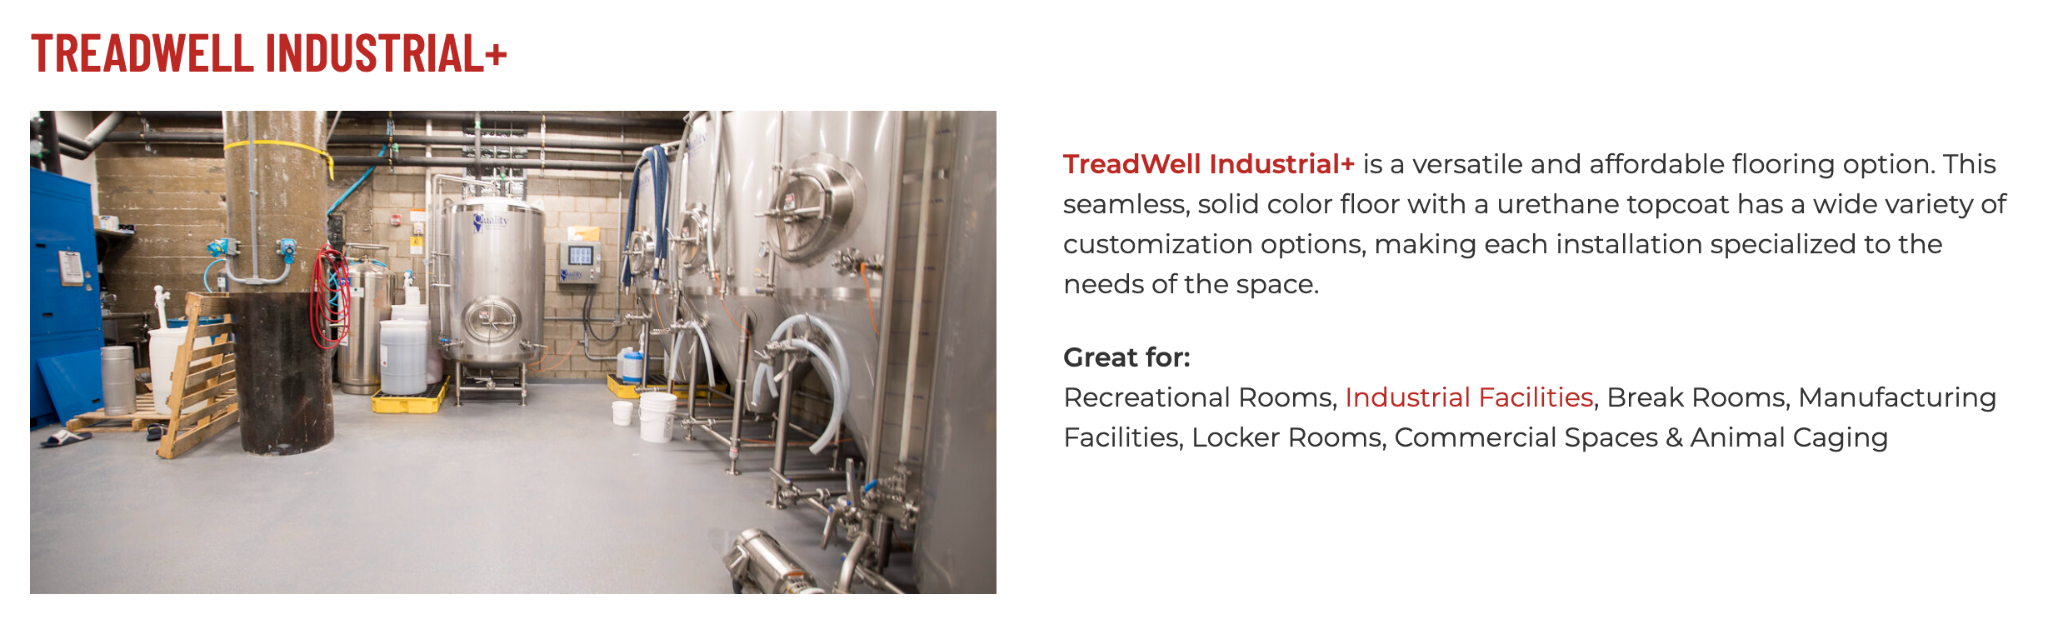 TREADWELL INDUSTRIAL+
Quality
Quality
TreadWell Industrial+ is a versatile and affordable flooring option. This
seamless, solid color floor with a urethane topcoat has a wide variety of
customization options, making each installation specialized to the
needs of the space.
Great for:
Recreational Rooms, Industrial Facilities, Break Rooms, Manufacturing
Facilities, Locker Rooms, Commercial Spaces & Animal Caging